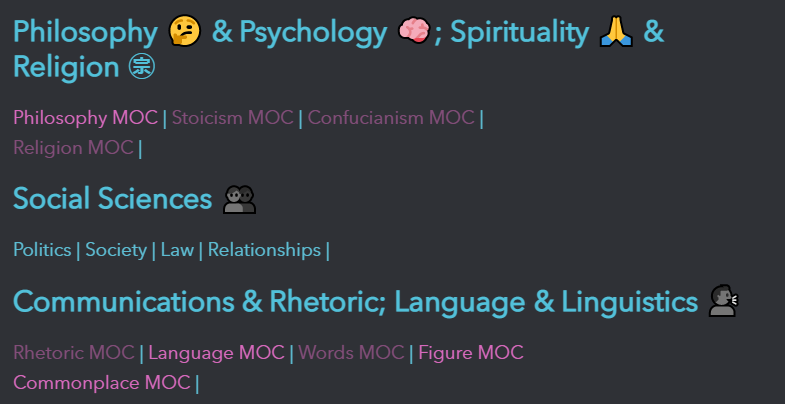 Philosophy 🤔 & Psychology 🧠; Spirituality 🙏 &
Religion ㊪
Philosophy MOC | Stoicism MOC | Confucianism MOC |
Religion MOC |
Social Sciences 👥
Politics | Society | Law | Relationships |
Communications & Rhetoric; Language & Linguistics 🗣
Rhetoric MOC | Language MOC | Words MOC | Figure MOC
Commonplace MOC |